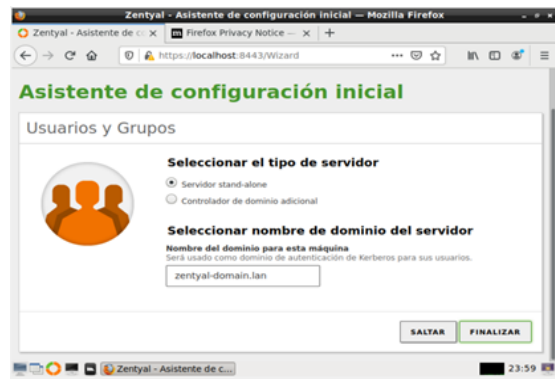 Zentyal - Asistente de configuración inicial — Mozilla Firefox
Zentyal - Asistente de c
Firefox Privacy Notice —
https://localhost:8443/Wizard
Asistente de configuración inicial
Usuarios y Grupos
Seleccionar el tipo de servidor
Servidor stand-alone
Controlador de dominio adicional
Seleccionar nombre de dominio del servidor
Nombre del dominio para esta máquina
Será usado como dominio de autenticación de Kerberos para sus usuarios.
zentyal-domain.lan
SALTAR FINALIZAR
Zentyal - Asistente de c... 23:59